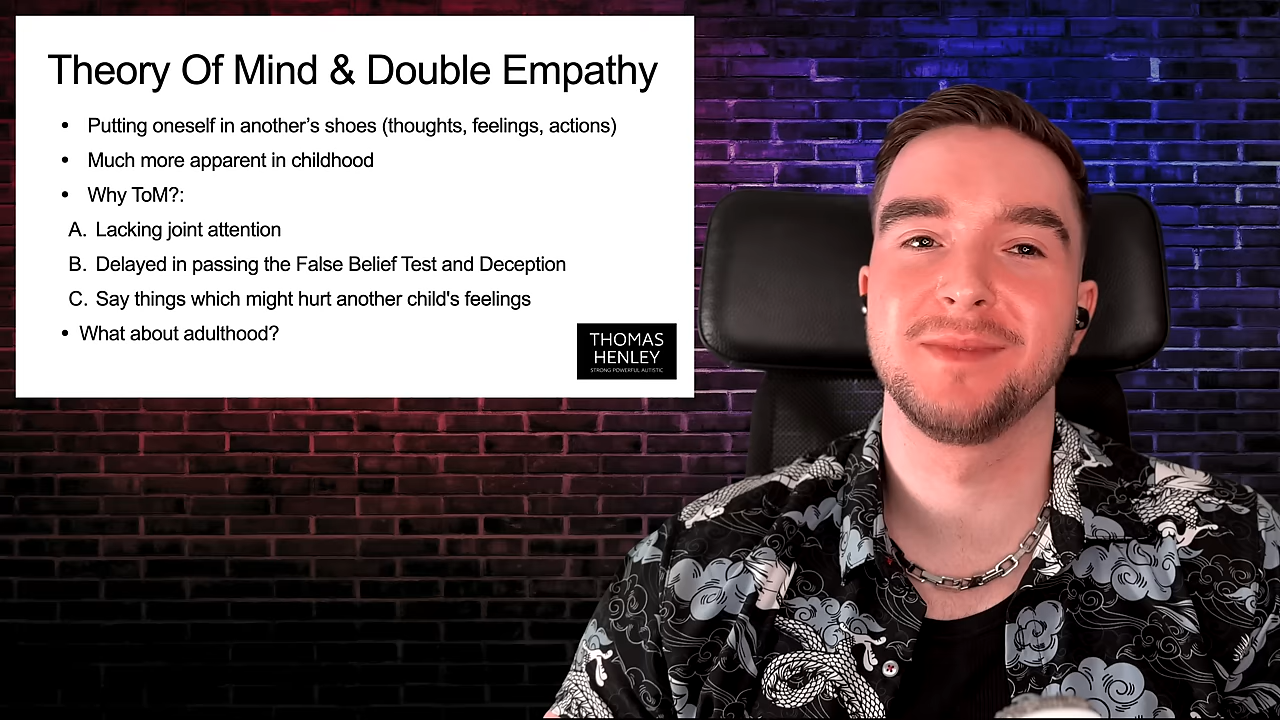 Theory Of Mind & Double Empathy
• Putting oneself in another’s shoes (thoughts, feelings, actions)
• Much more apparent in childhood
• Why ToM?:
A. Lacking joint attention
B. Delayed in passing the False Belief Test and Deception
C. Say things which might hurt another child's feelings
• What about adulthood?
THOMAS
HENLEY
STRONG POWERFUL AUTISTIC